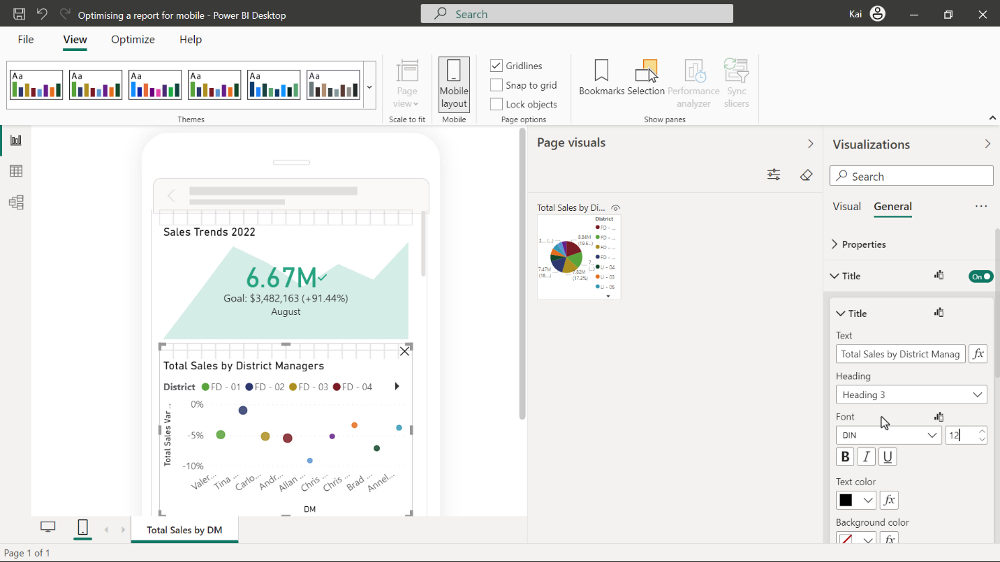 Optimising a report for mobile - Power BI Desktop
Search
Kai
File
View
Optimize
Help
Aa
Aa
Aa
Aa
Aa
Aa
Themes
Page
view
Scale to fit
Mobile
layout
Mobile
Gridlines
Snap to grid
Lock objects
Page options
Bookmarks
Selection
Performance
analyzer
Sync
slicers
Show panes
Sales Trends 2022
6.67M
Goal: $3,482,163 (+91.44%)
August
Total Sales by District Managers
District FD - 01 FD - 02 FD - 03 FD - 04
Total Sales Var ...
0%
-5%
-10%
Valer... Tina ... Carlo... Andr... Allan ... Chris ... Chris ... Brad ... Annel...
DM
Page visuals
Total Sales by Di...
District
FD - ...
FD - ...
FD - ...
FD - ...
LI - 04
LI - 03
LI - 05
8.84M
(19.5...)
2... (...)
7...
(...)
7.47M
(16....)
7.82M
(17.3%)
Visualizations
Search
Visual
General
Properties
Title
On
Title
Text
Total Sales by District Manag
fx
Heading
Heading 3
Font
DIN
12
B I U
Text color
fx
Background color
fx
Total Sales by DM
Page 1 of 1